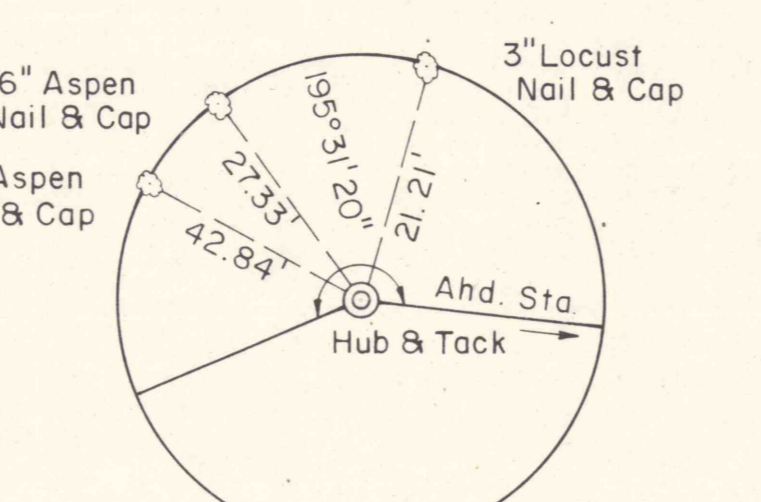 3" Locust
Nail & Cap
6" Aspen
Nail & Cap
Aspen
& Cap
195°31'20"
27.33'
21.21'
42.84'
Ahd. Sta.
Hub & Tack